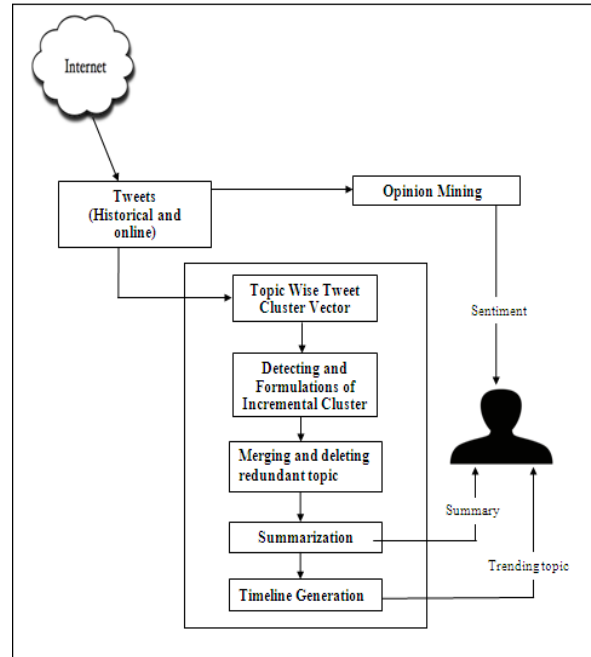 Internet
Tweets
(Historical and
online)
Opinion Mining
Topic Wise Tweet
Cluster Vector
Sentiment
Detecting and
Formulations of
Incremental Cluster
Merging and deleting
redundant topic
Summary
Summarization
Trending topic
Timeline Generation